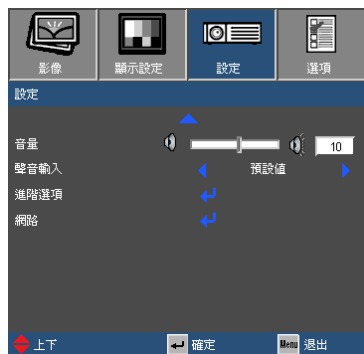 影像 顯示設定 設定 選項
設定
音量 10
聲音輸入 預設值
進階選項
網路
上下 確定 Menu 退出